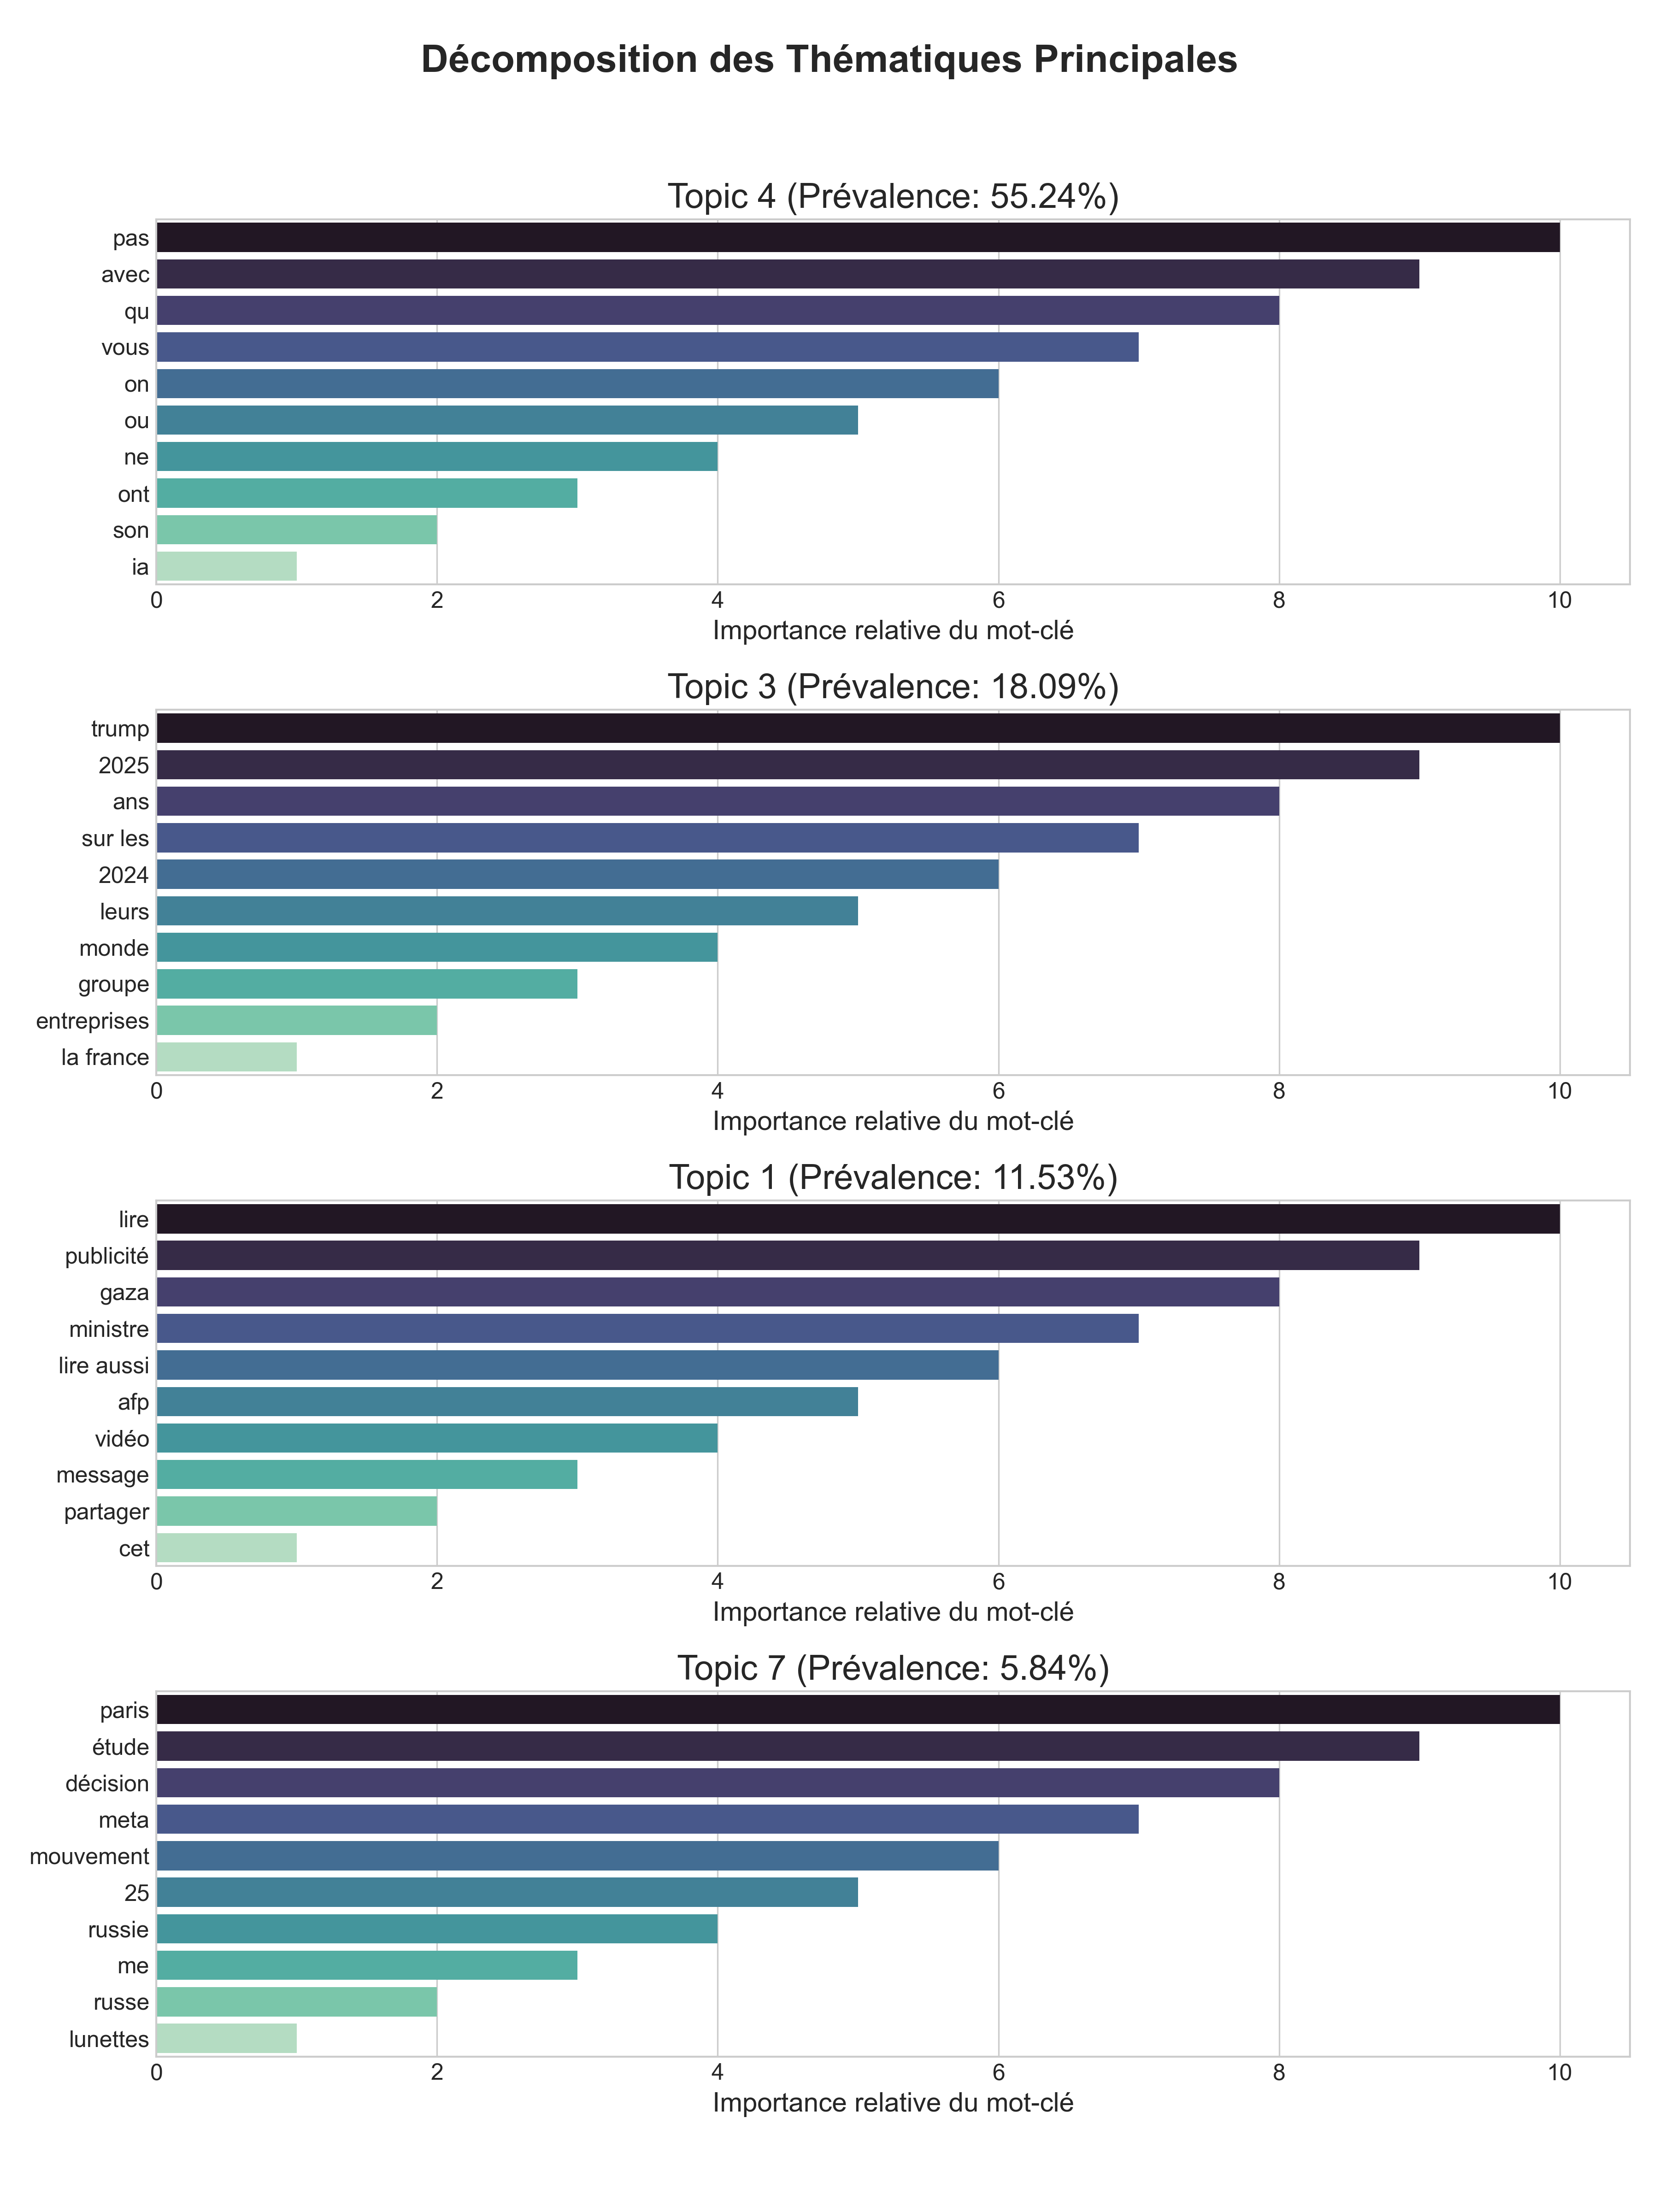 Décomposition des Thématiques Principales
Topic 4 (Prévalence: 55.24%)
pas
avec
qu
vous
on
ou
ne
ont
son
ia
0 2 4 6 8 10
Importance relative du mot-clé
Topic 3 (Prévalence: 18.09%)
trump
2025
ans
sur les
2024
leurs
monde
groupe
entreprises
la france
0 2 4 6 8 10
Importance relative du mot-clé
Topic 1 (Prévalence: 11.53%)
lire
publicité
gaza
ministre
lire aussi
afp
vidéo
message
partager
cet
0 2 4 6 8 10
Importance relative du mot-clé
Topic 7 (Prévalence: 5.84%)
paris
étude
décision
meta
mouvement
25
russie
me
russe
lunettes
0 2 4 6 8 10
Importance relative du mot-clé